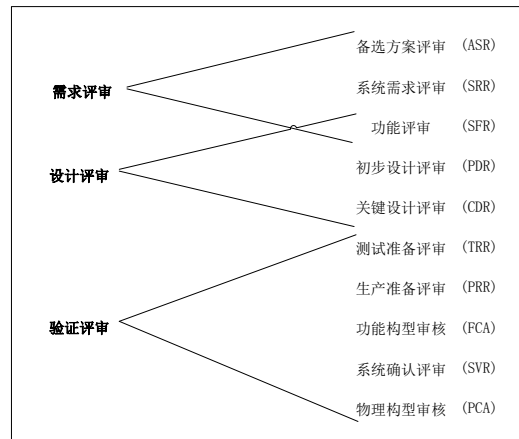 需求评审
设计评审
验证评审
备选方案评审 (ASR)
系统需求评审 (SRR)
功能评审 (SFR)
初步设计评审 (PDR)
关键设计评审 (CDR)
测试准备评审 (TRR)
生产准备评审 (PRR)
功能构型审核 (FCA)
系统确认评审 (SVR)
物理构型审核 (PCA)